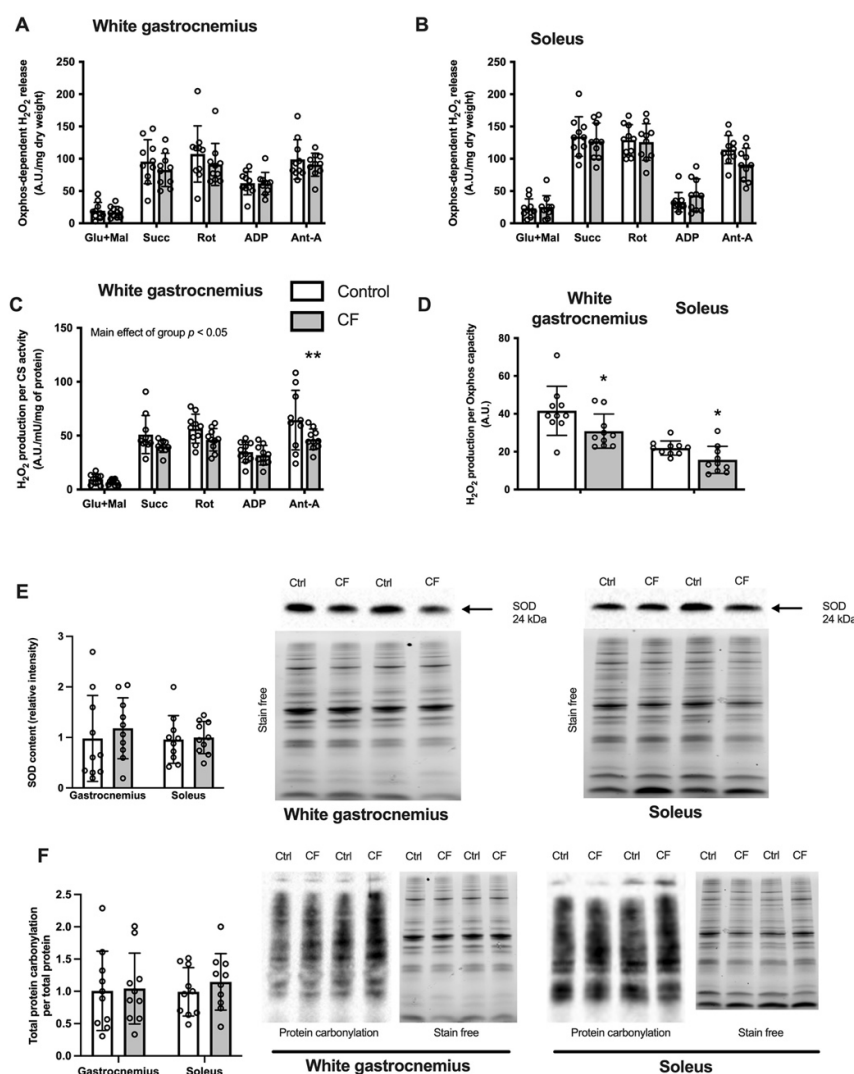 A
White gastrocnemius
Oxphos-dependent H₂O₂ release
(A.U./mg dry weight)
250
200
150
100
50
0
Glu+Mal Succ Rot ADP Ant-A
B
Soleus
Oxphos-dependent H₂O₂ release
(A.U./mg dry weight)
250
200
150
100
50
0
Glu+Mal Succ Rot ADP Ant-A
C
White gastrocnemius
Control
CF
H₂O₂ production per CS activity
(A.U./mU/mg of protein)
150
100
50
0
Main effect of group p < 0.05
**
Glu+Mal Succ Rot ADP Ant-A
D
White
gastrocnemius
Soleus
H₂O₂ production per Oxphos capacity
(A.U.)
80
60
40
20
0
*
*
E
SOD content (relative intensity)
3
2
1
0
Gastrocnemius Soleus
Ctrl CF Ctrl CF
SOD
24 kDa
Stain free
White gastrocnemius
Ctrl CF Ctrl CF
SOD
24 kDa
Stain free
Soleus
F
Total protein carbonylation
per total protein
2.5
2.0
1.5
1.0
0.5
0.0
Gastrocnemius Soleus
Ctrl CF Ctrl CF Ctrl CF Ctrl CF
Protein carbonylation Stain free
White gastrocnemius
Ctrl CF Ctrl CF Ctrl CF Ctrl CF
Protein carbonylation Stain free
Soleus